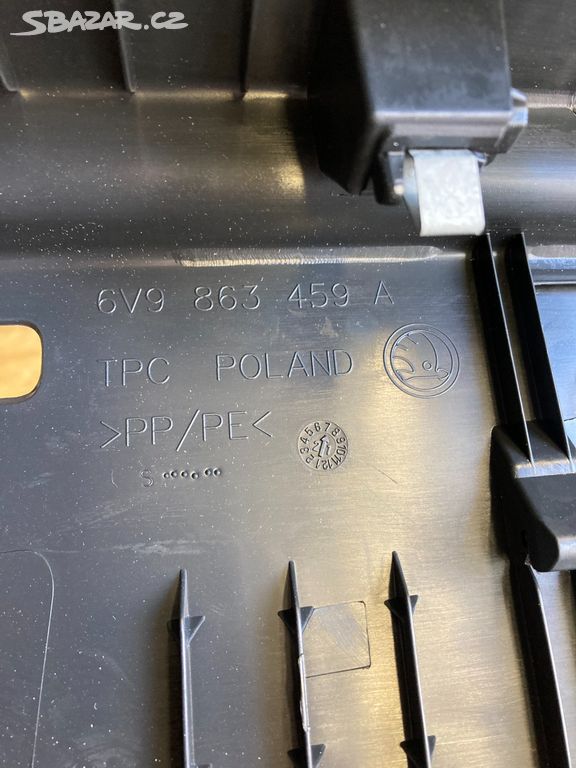 SBAZAR.CZ
6V9 863 459 A
TPC POLAND
>PP/PE<
S